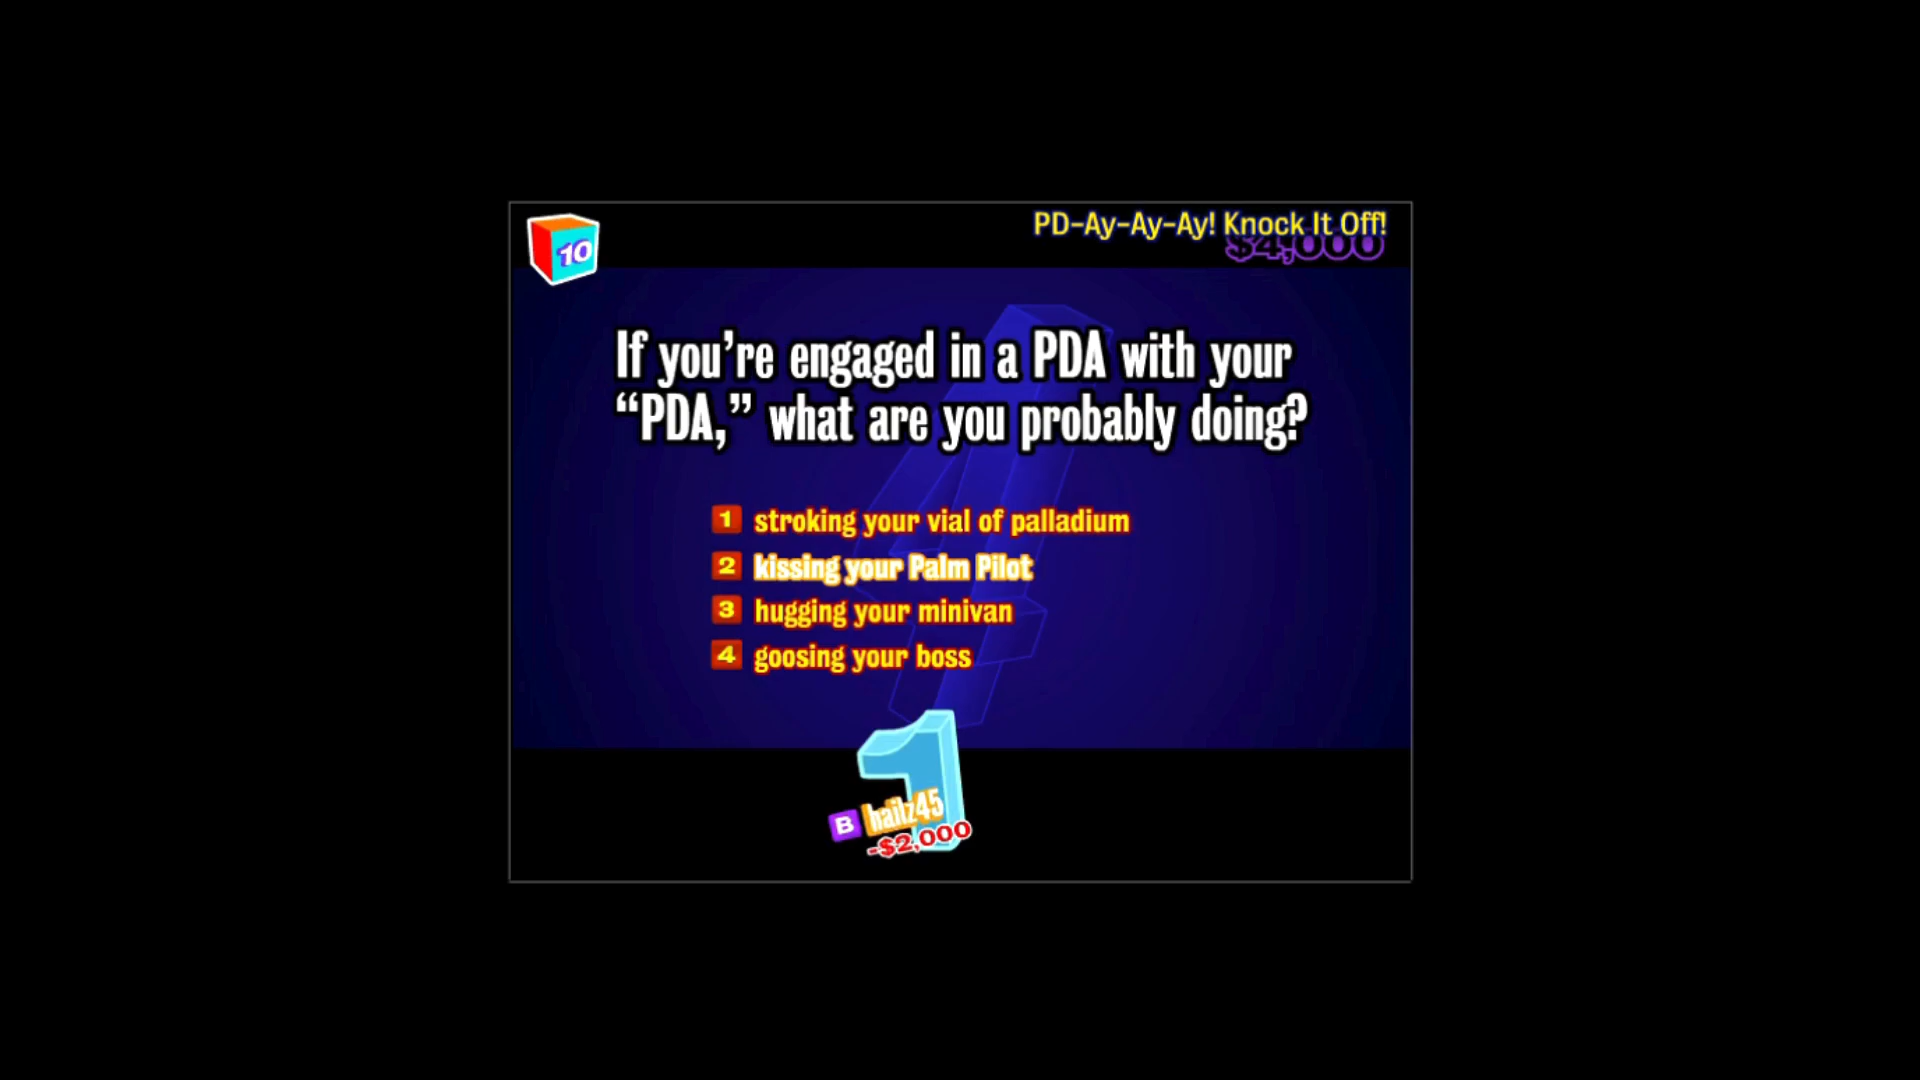 10
PD-Ay-Ay-Ay! Knock It Off!
$4,000
If you’re engaged in a PDA with your
“PDA,” what are you probably doing?
1 stroking your vial of palladium
2 kissing your Palm Pilot
3 hugging your minivan
4 goosing your boss
1
B hailz45
-$2,000